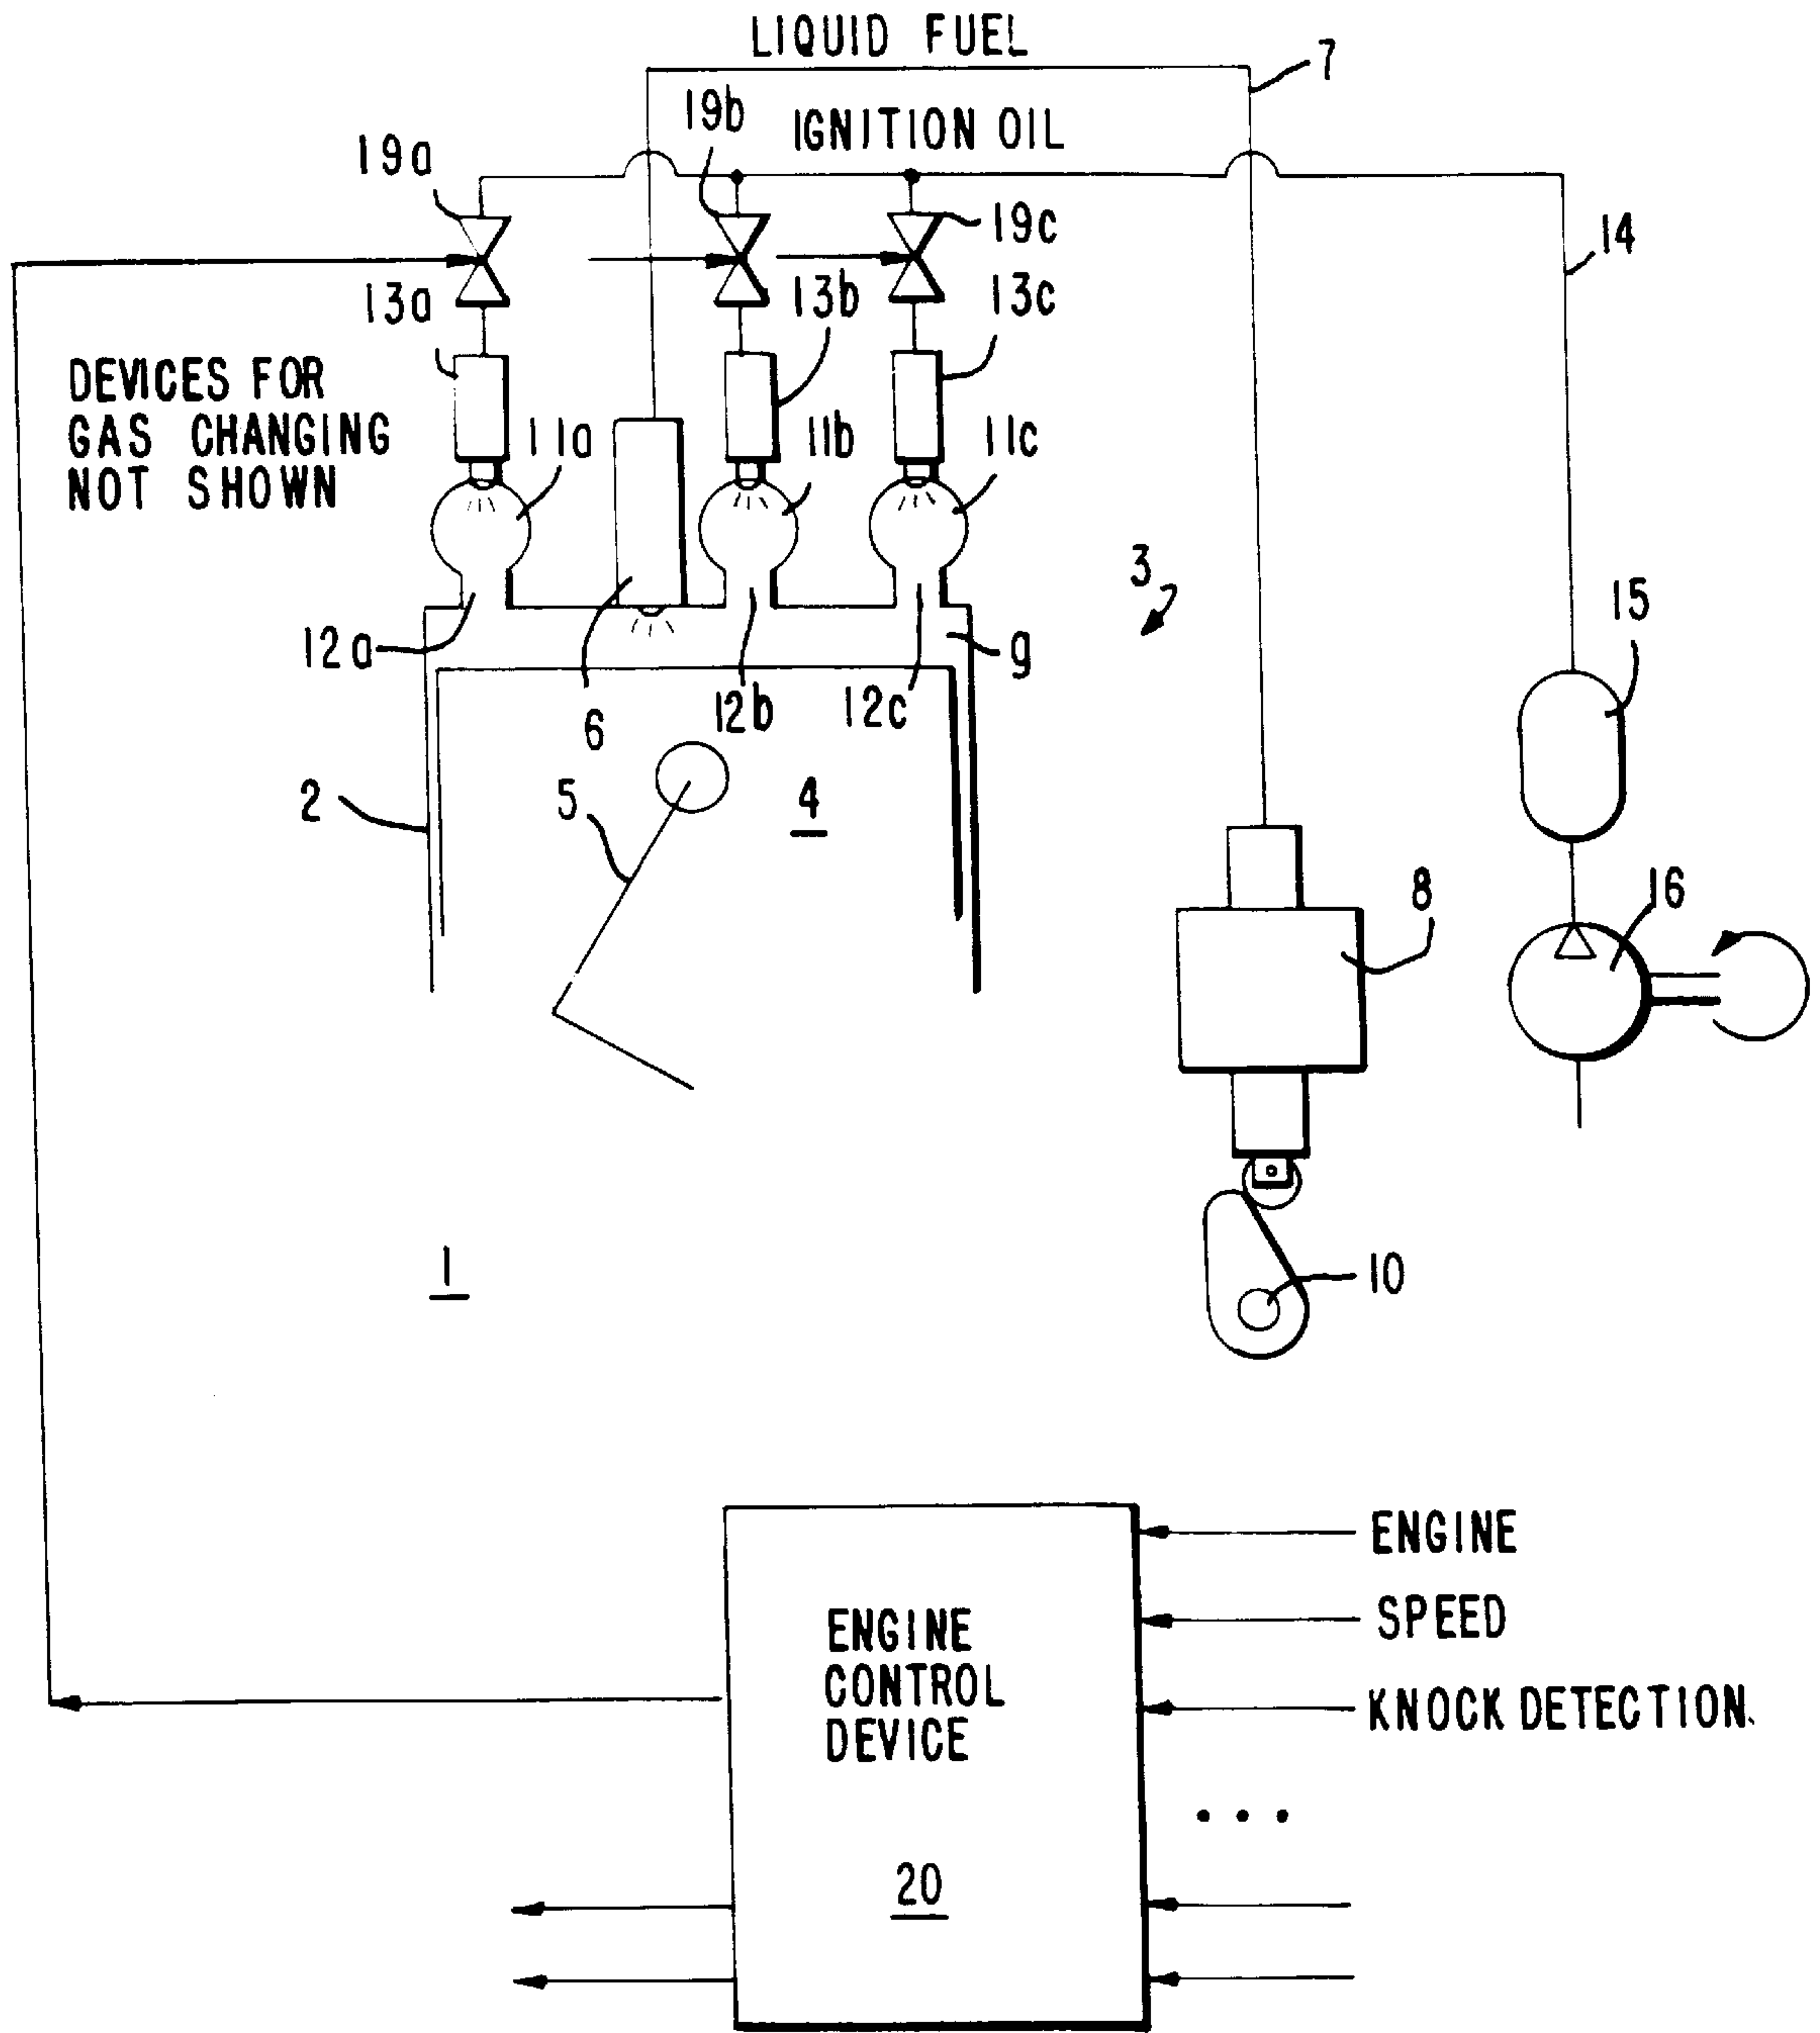 LIQUID FUEL
7
19b
IGNITION OIL
19a
19c
14
13a
13b
13c
DEVICES FOR
GAS CHANGING
NOT SHOWN
11a
11b
11c
3
15
12a
9
6
12b
12c
2
5
4
8
16
1
10
ENGINE
SPEED
ENGINE
CONTROL
DEVICE
KNOCK DETECTION.
...
20